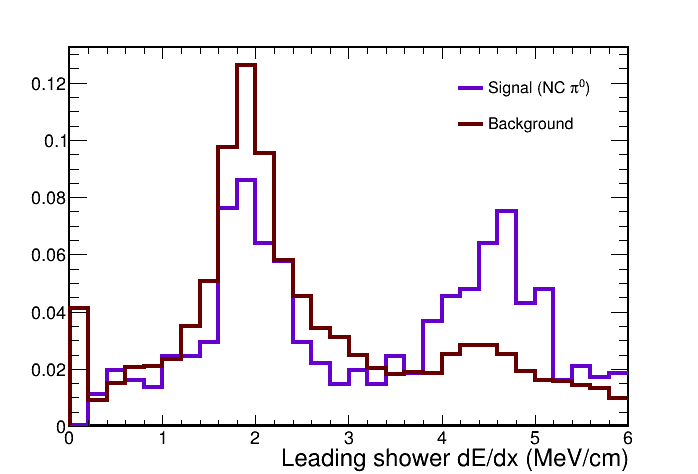 0.12
0.1
0.08
0.06
0.04
0.02
0
Signal (NC π⁰)
Background
0 1 2 3 4 5 6
Leading shower dE/dx (MeV/cm)